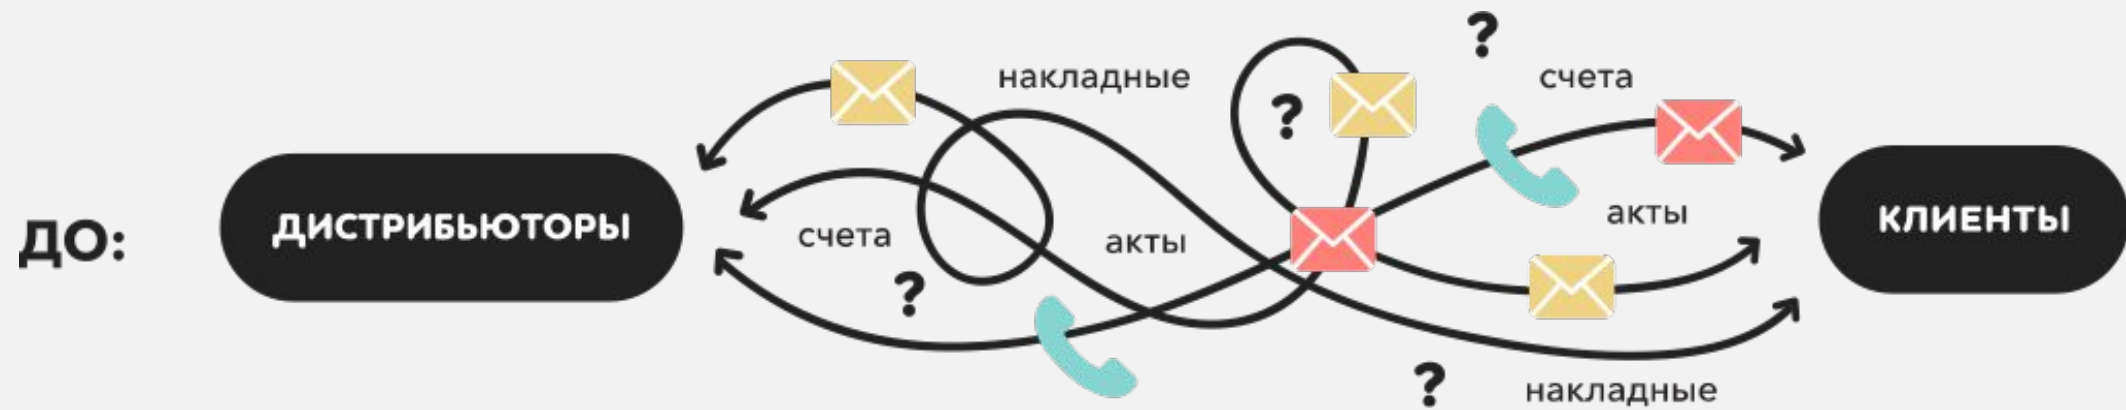 ДО:
ДИСТРИБЬЮТОРЫ
накладные
счета
?
акты
?
?
счета
акты
?
накладные
КЛИЕНТЫ